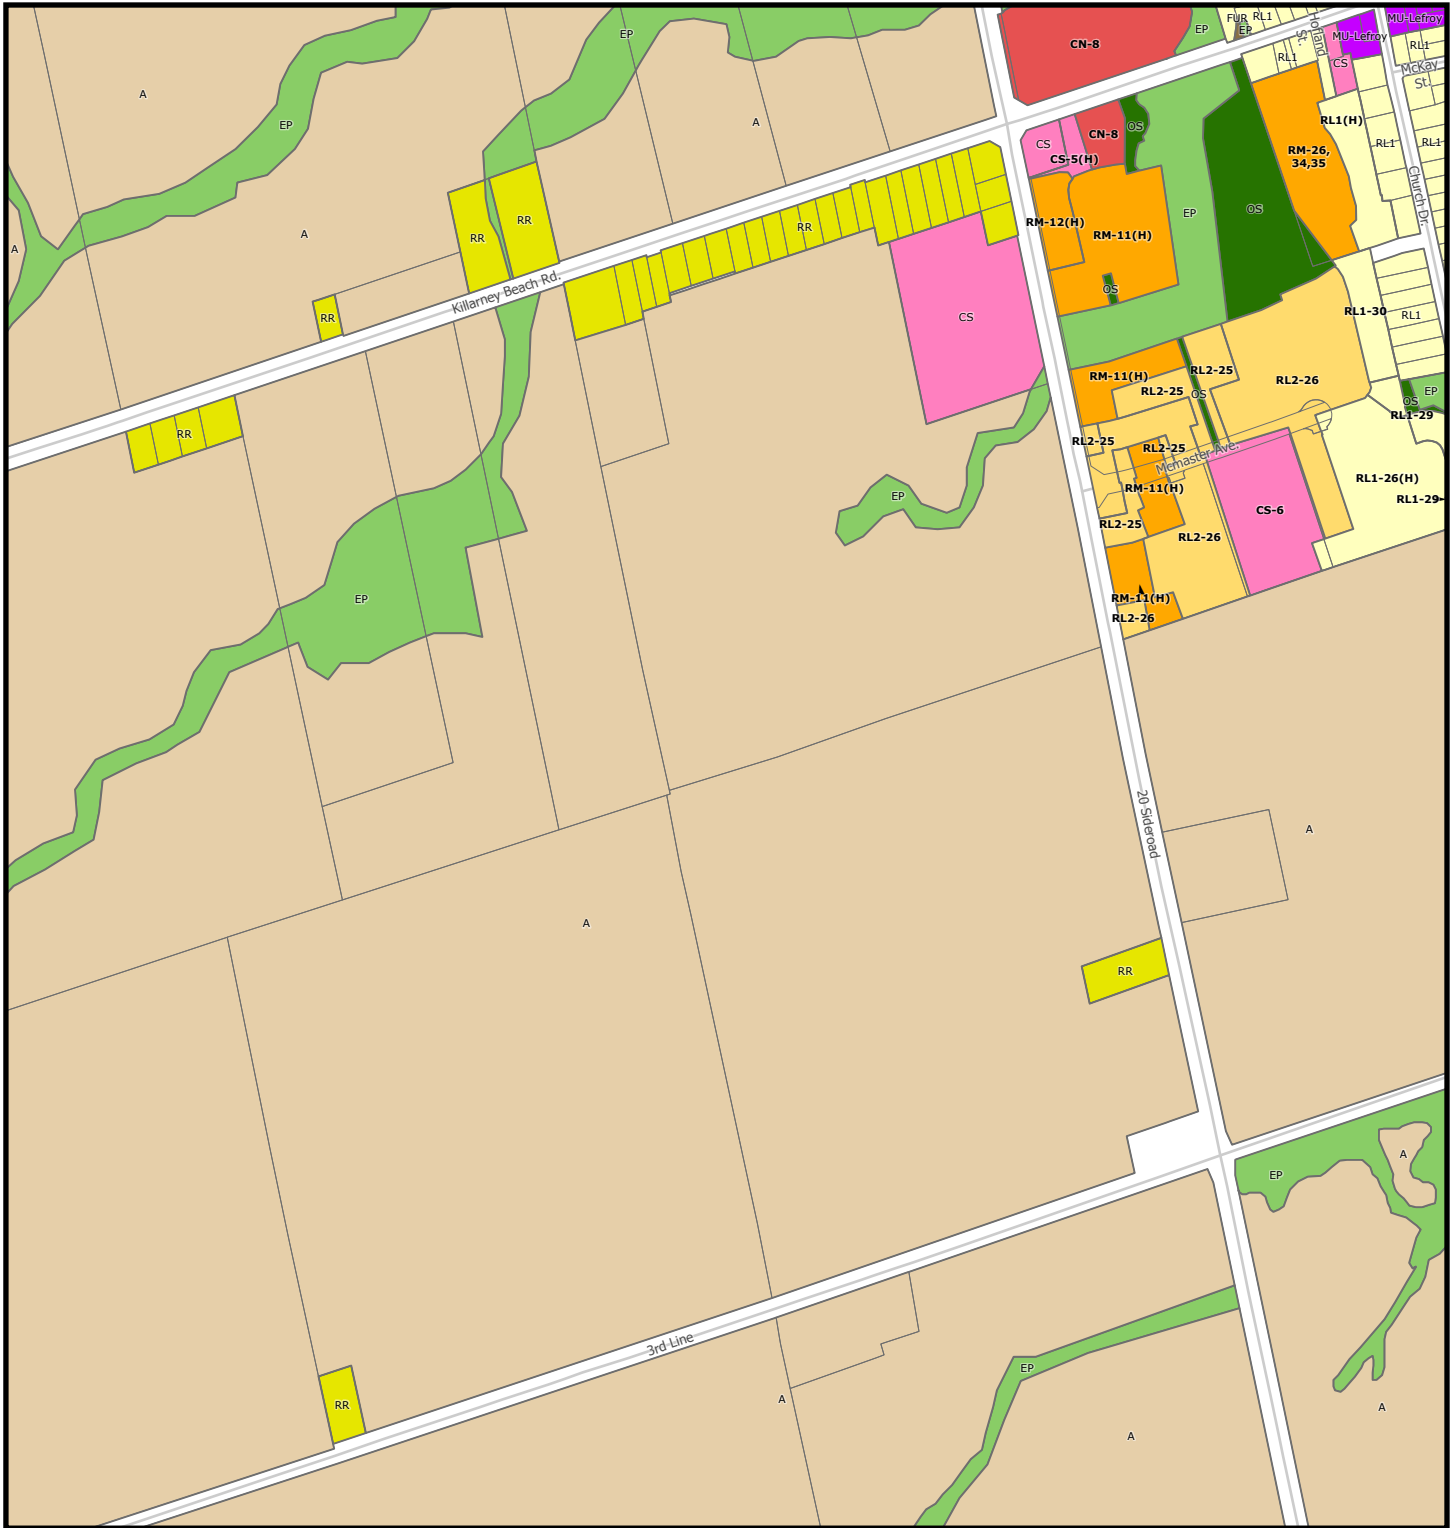 FUR
RL1
MU-Lefroy
EP
EP
CN-8
Hofland
St.
MU-Lefroy
RL1
RL1
CS
McKay
St.
EP
A
A
EP
OS
RL1(H)
CN-8
CS
CS-5(H)
RM-26,
34,35
RL1
RL1
Church Dr.
OS
EP
RR
RR
RR
RM-12(H)
RM-11(H)
A
A
Killarney Beach Rd.
OS
RR
CS
RL1-30
RL1
RM-11(H)
RL2-25
RL2-25
OS
RL2-26
EP
OS
RL1-29
RR
RL2-25
RL2-25
Mcmaster Ave.
RL1-26(H)
RL1-29
EP
RM-11(H)
CS-6
RL2-25
RL2-26
EP
RM-11(H)
RL2-26
20 Sideroad
A
A
RR
A
EP
3rd Line
EP
RR
A
A
A